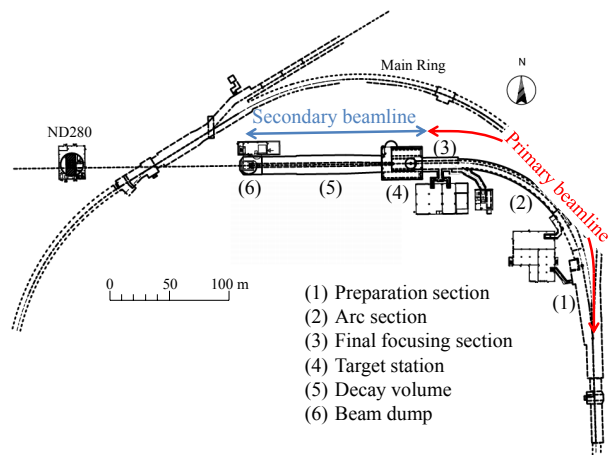 Main Ring
N
ND280
Secondary beamline
Primary beamline
(3)
(6)
(5)
(4)
(2)
(1)
0 50 100 m
(1) Preparation section
(2) Arc section
(3) Final focusing section
(4) Target station
(5) Decay volume
(6) Beam dump